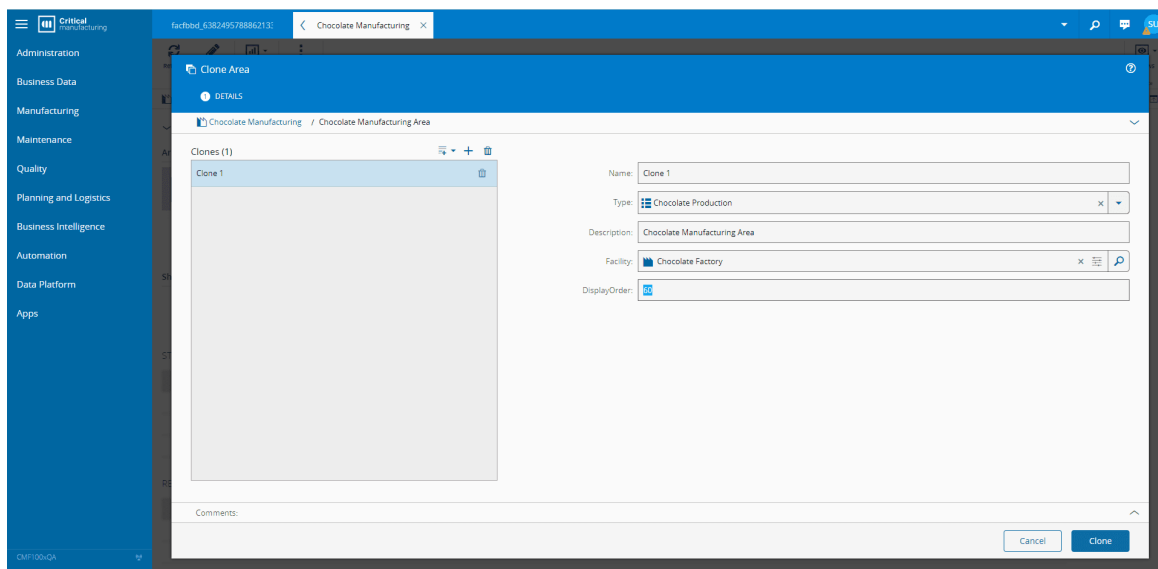 Critical manufacturing
facfbbd_638249578886213
Chocolate Manufacturing
SU
Administration
Business Data
Manufacturing
Maintenance
Quality
Planning and Logistics
Business Intelligence
Automation
Data Platform
Apps
CMF100xQA
Clone Area
1 DETAILS
Chocolate Manufacturing / Chocolate Manufacturing Area
Clones (1)
Clone 1
Name: Clone 1
Type: Chocolate Production
Description: Chocolate Manufacturing Area
Facility: Chocolate Factory
DisplayOrder: 60
Comments:
Cancel
Clone